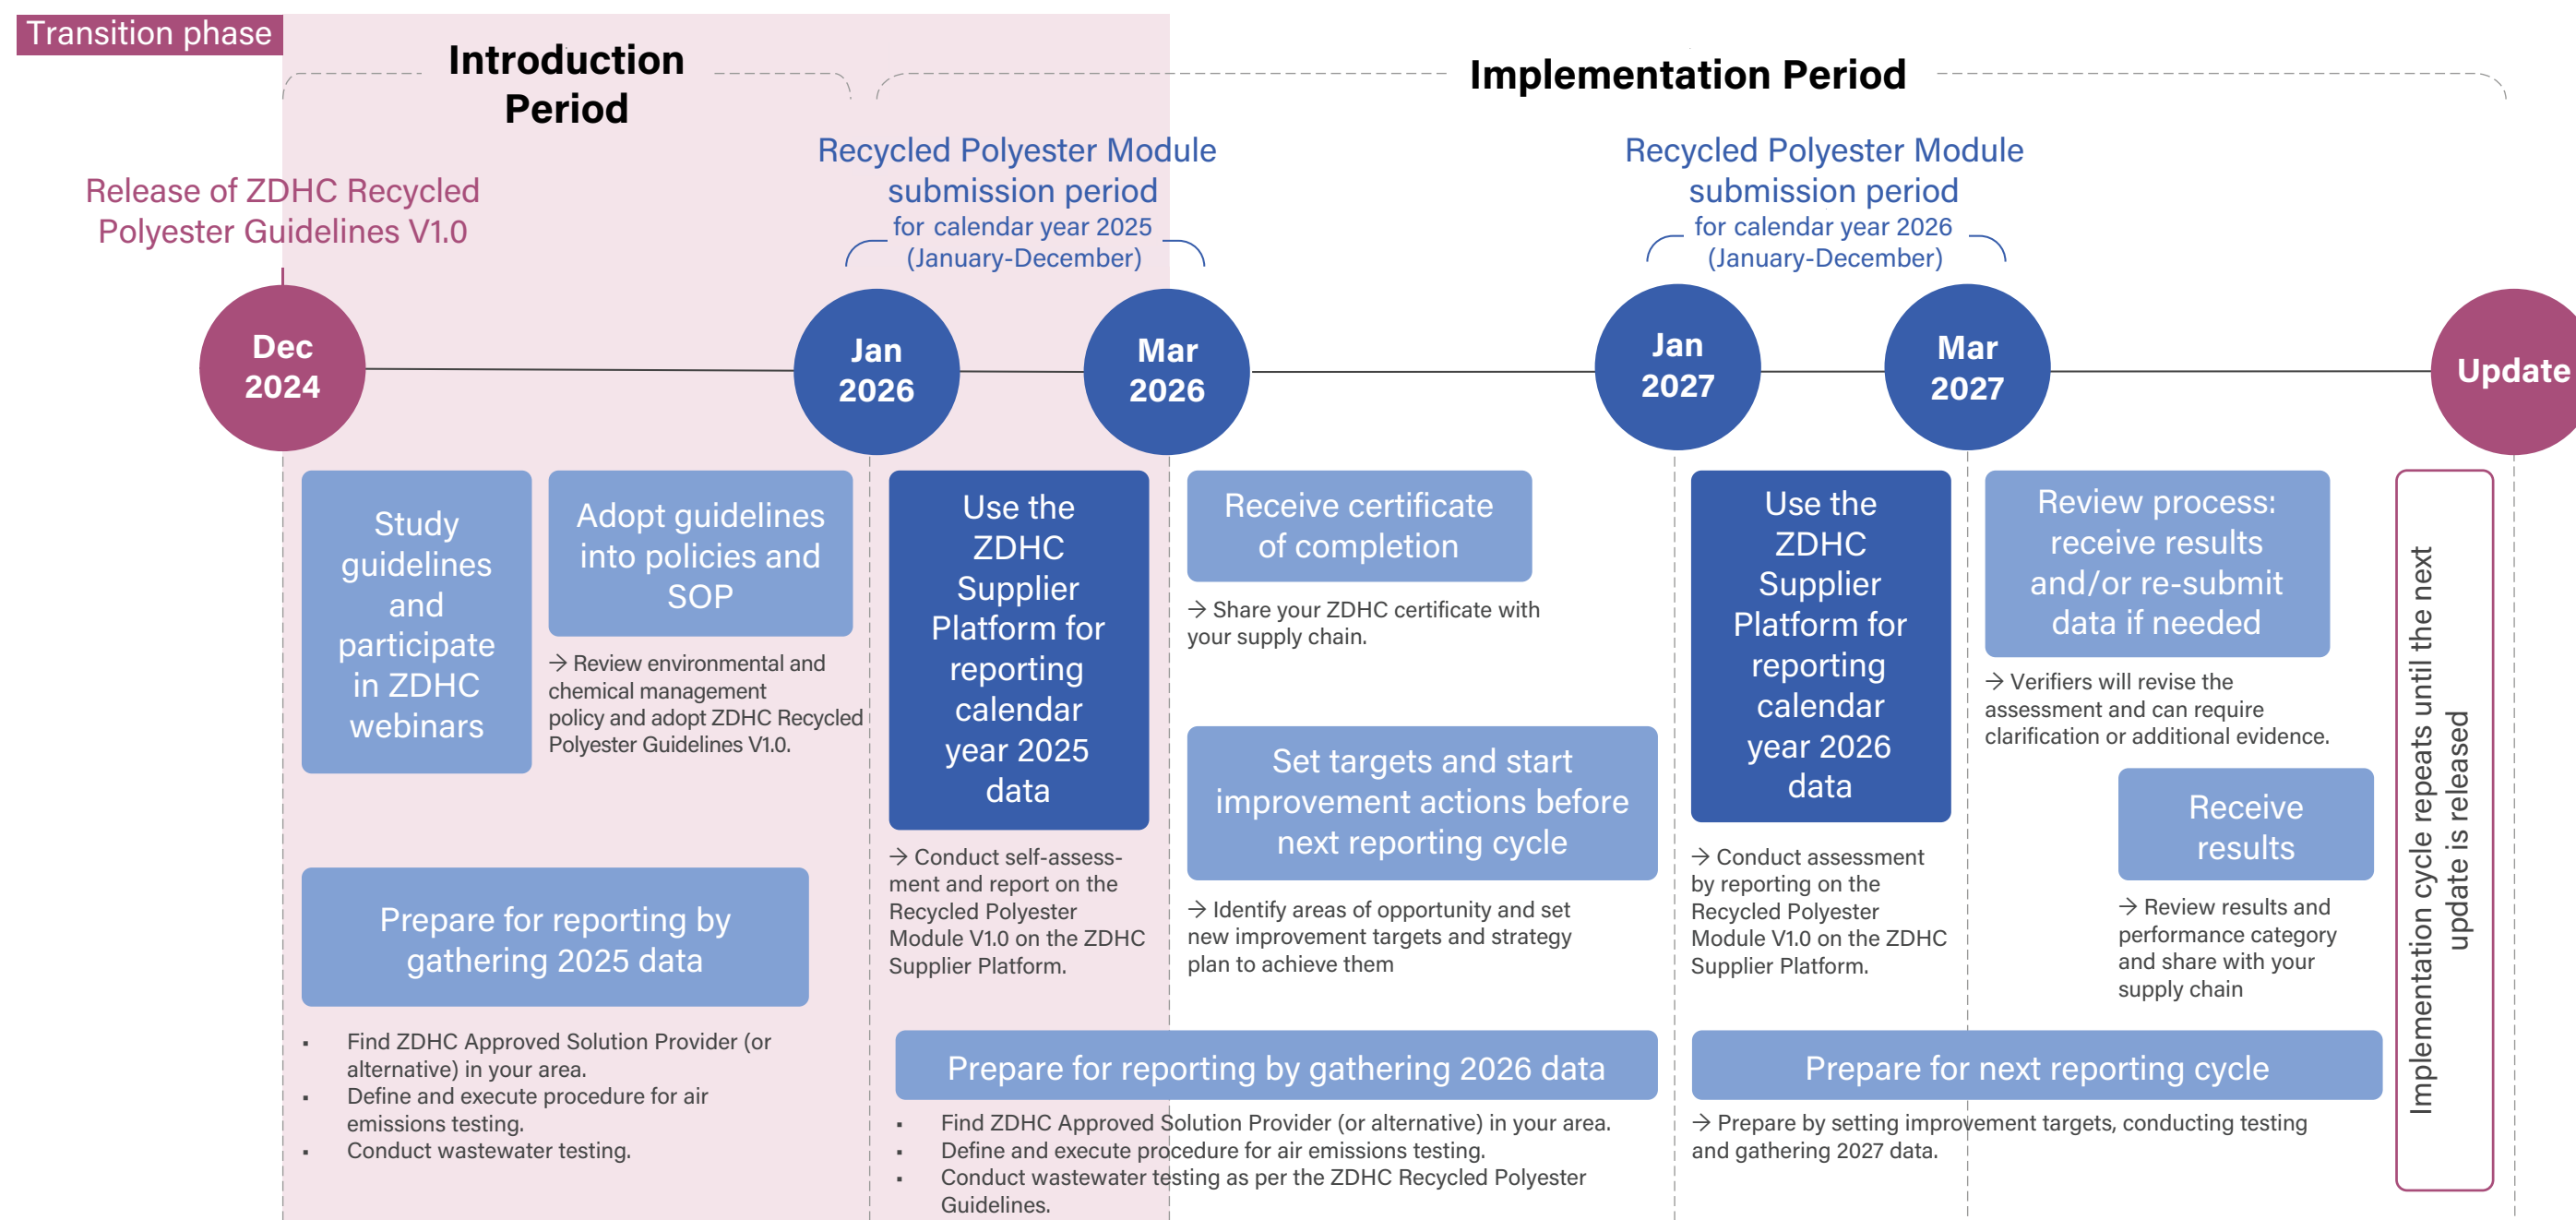 Transition phase
Introduction
Period
Implementation Period
Release of ZDHC Recycled
Polyester Guidelines V1.0
Recycled Polyester Module
submission period
for calendar year 2025
(January-December)
Recycled Polyester Module
submission period
for calendar year 2026
(January-December)
Dec
2024
Jan
2026
Mar
2026
Jan
2027
Mar
2027
Update
Study
guidelines
and
participate
in ZDHC
webinars
Adopt guidelines
into policies and
SOP
→ Review environmental and
chemical management
policy and adopt ZDHC Recycled
Polyester Guidelines V1.0.
Prepare for reporting by
gathering 2025 data
▪ Find ZDHC Approved Solution Provider (or
alternative) in your area.
▪ Define and execute procedure for air
emissions testing.
▪ Conduct wastewater testing.
Use the
ZDHC
Supplier
Platform for
reporting
calendar
year 2025
data
→ Conduct self-assess-
ment and report on the
Recycled Polyester
Module V1.0 on the ZDHC
Supplier Platform.
Receive certificate
of completion
→ Share your ZDHC certificate with
your supply chain.
Set targets and start
improvement actions before
next reporting cycle
→ Identify areas of opportunity and set
new improvement targets and strategy
plan to achieve them
Prepare for reporting by gathering 2026 data
▪ Find ZDHC Approved Solution Provider (or alternative) in your area.
▪ Define and execute procedure for air emissions testing.
▪ Conduct wastewater testing as per the ZDHC Recycled Polyester
Guidelines.
Use the
ZDHC
Supplier
Platform for
reporting
calendar
year 2026
data
→ Conduct assessment
by reporting on the
Recycled Polyester
Module V1.0 on the ZDHC
Supplier Platform.
Review process:
receive results
and/or re-submit
data if needed
→ Verifiers will revise the
assessment and can require
clarification or additional evidence.
Receive
results
→ Review results and
performance category
and share with your
supply chain
Prepare for next reporting cycle
→ Prepare by setting improvement targets, conducting testing
and gathering 2027 data.
Implementation cycle repeats until the next
update is released